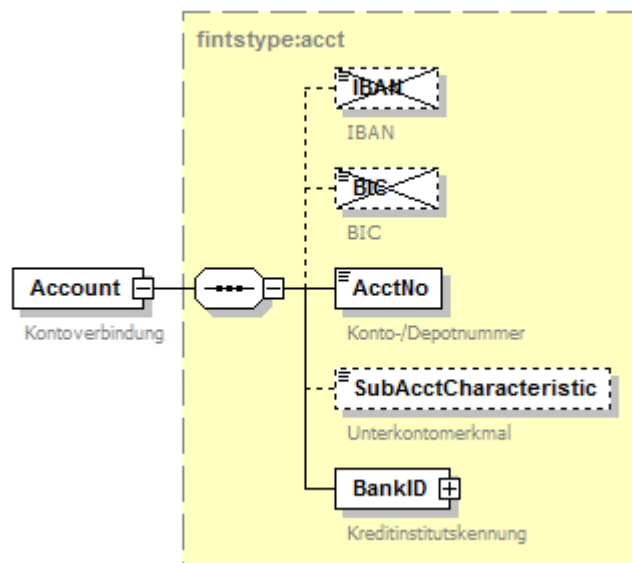 fintstype:acct
IBAN
IBAN
BIC
BIC
Account
Kontoverbindung
AcctNo
Konto-/Depotnummer
SubAcctCharacteristic
Unterkontomerkmal
BankID
Kreditinstitutskennung